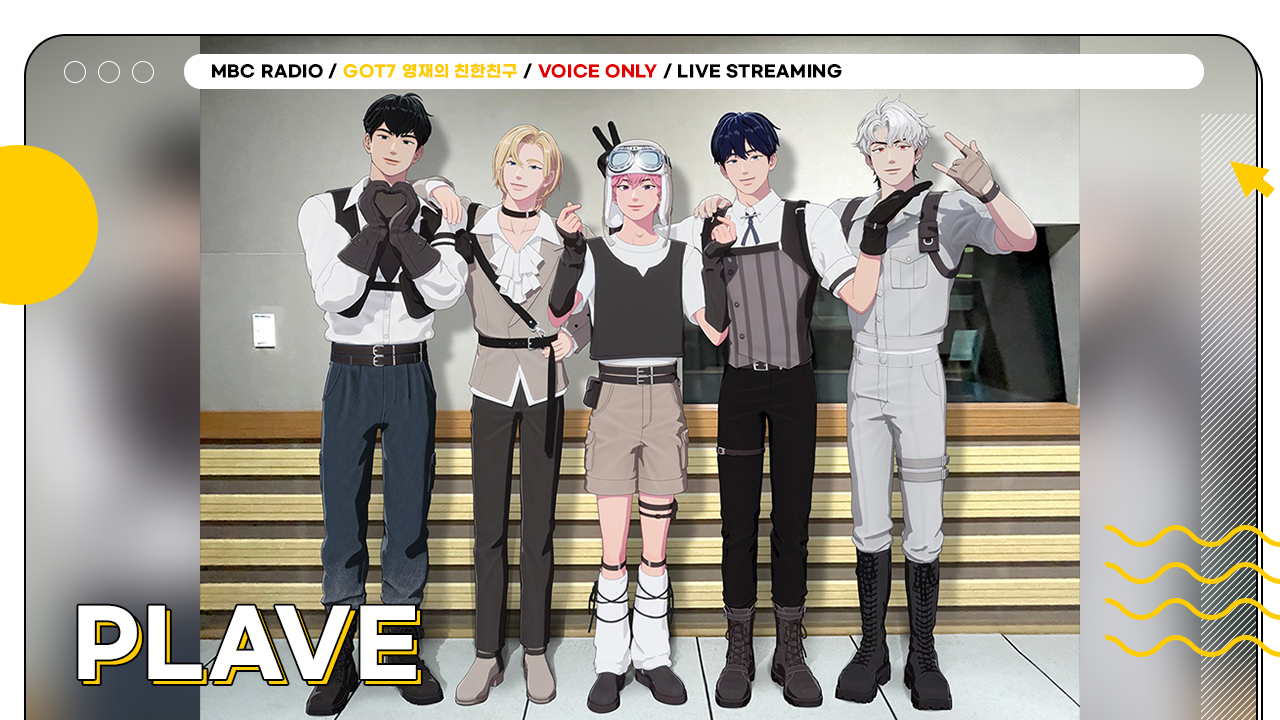 MBC RADIO / GOT7 영재의 친한친구 / VOICE ONLY / LIVE STREAMING
PLAVE